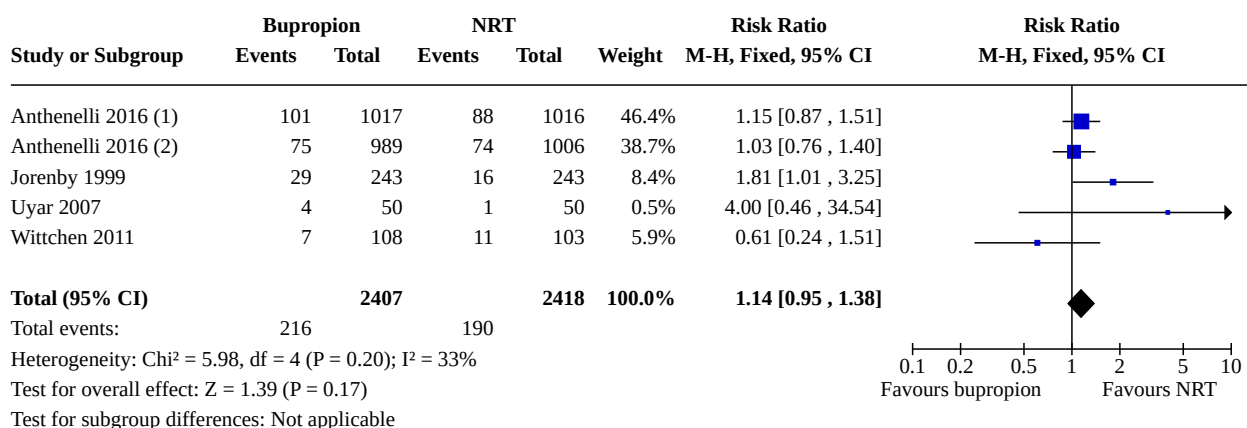 Bupropion NRT Risk Ratio Risk Ratio
Study or Subgroup Events Total Events Total Weight M-H, Fixed, 95% CI M-H, Fixed, 95% CI
Anthenelli 2016 (1) 101 1017 88 1016 46.4% 1.15 [0.87 , 1.51]
Anthenelli 2016 (2) 75 989 74 1006 38.7% 1.03 [0.76 , 1.40]
Jorenby 1999 29 243 16 243 8.4% 1.81 [1.01 , 3.25]
Uyar 2007 4 50 1 50 0.5% 4.00 [0.46 , 34.54]
Wittchen 2011 7 108 11 103 5.9% 0.61 [0.24 , 1.51]
Total (95% CI) 2407 2418 100.0% 1.14 [0.95 , 1.38]
Total events: 216 190
Heterogeneity: Chi² = 5.98, df = 4 (P = 0.20); I² = 33%
0.1 0.2 0.5 1 2 5 10
Test for overall effect: Z = 1.39 (P = 0.17) Favours bupropion Favours NRT
Test for subgroup differences: Not applicable